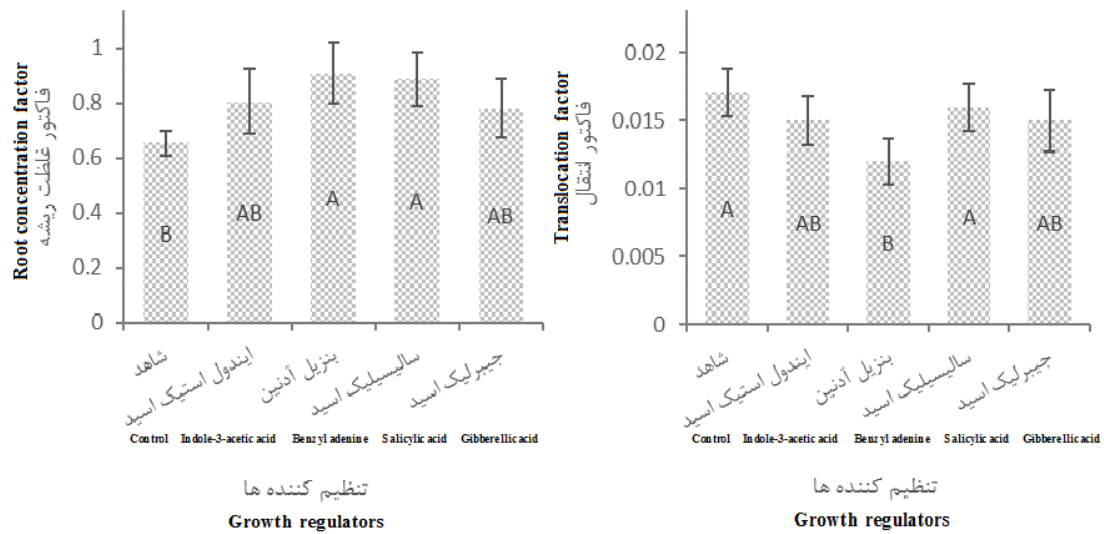 Root concentration factor
فاکتور غلظت ریشه
1
0.8
0.6
0.4
0.2
0
B
AB
A
A
AB
شاهد
ایندول استیک اسید
بنزیل آدنین
سالیسیلیک اسید
جیبرلیک اسید
Control
Indole-3-acetic acid
Benzyl adenine
Salicylic acid
Gibberellic acid
تنظیم کننده ها
Growth regulators
Translocation factor
فاکتور انتقال
0.02
0.015
0.01
0.005
0
A
AB
B
A
AB
شاهد
ایندول استیک اسید
بنزیل آدنین
سالیسیلیک اسید
جیبرلیک اسید
Control
Indole-3-acetic acid
Benzyl adenine
Salicylic acid
Gibberellic acid
تنظیم کننده ها
Growth regulators